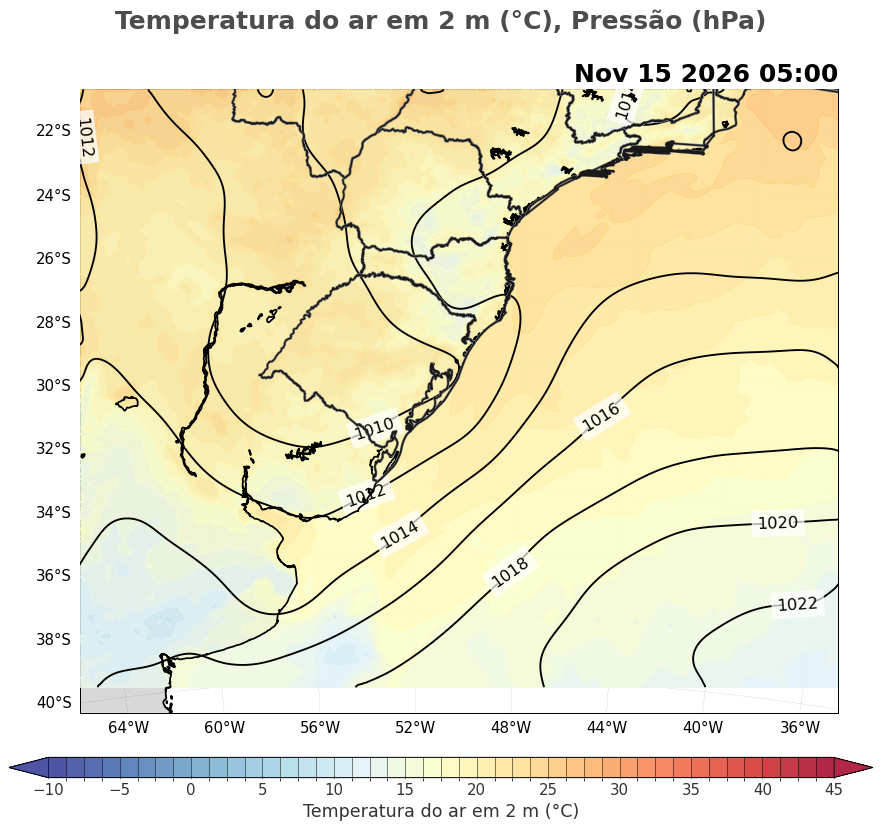 Temperatura do ar em 2 m (°C), Pressão (hPa)
Nov 15 2026 05:00
22°S
24°S
26°S
28°S
30°S
32°S
34°S
36°S
38°S
40°S
1012
1010
1012
1014
1016
1018
1020
1022
64°W 60°W 56°W 52°W 48°W 44°W 40°W 36°W
−10 −5 0 5 10 15 20 25 30 35 40 45
Temperatura do ar em 2 m (°C)